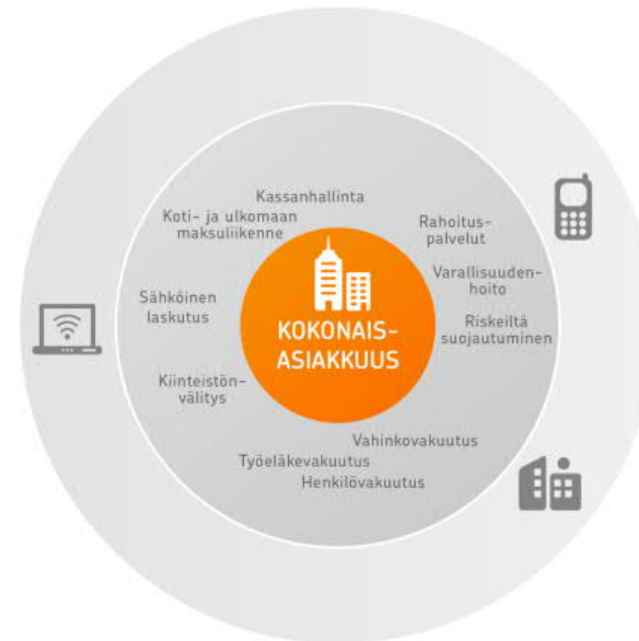 Kassanhallinta
Koti- ja ulkomaan
maksuliikenne
Rahoitus-
palvelut
Varallisuuden-
hoito
Sähköinen
laskutus
Riskeiltä
suojautuminen
KOKONAIS-
ASIAKKUUS
Kiinteistön-
välitys
Vahinkovakuutus
Työeläkevakuutus
Henkilövakuutus